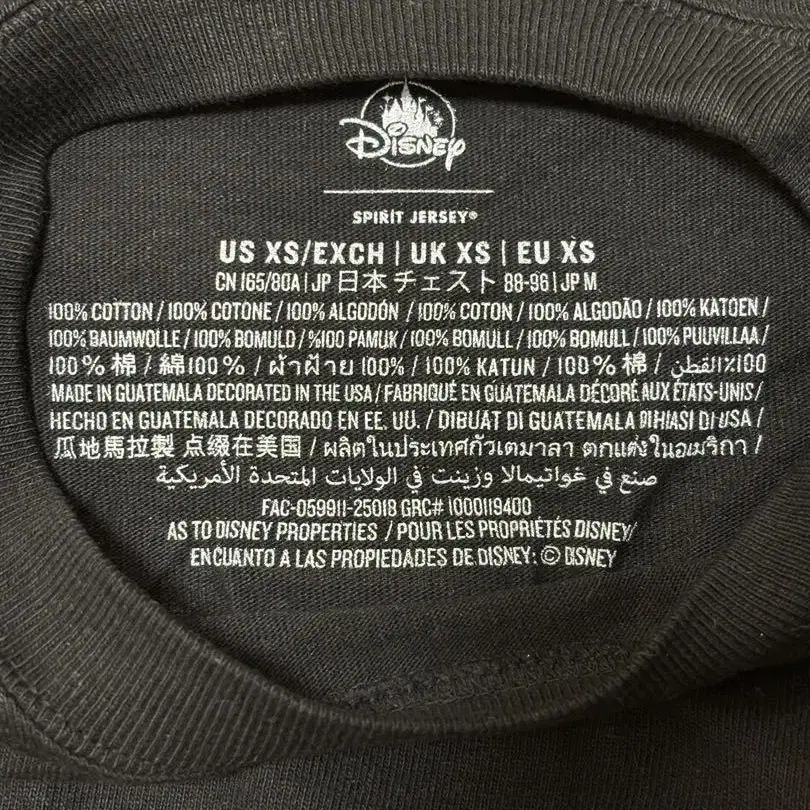 Disney
SPIRIT JERSEY®
US XS/EXCH | UK XS | EU XS
CN 165/80A | JP 日本チェスト 88-96 | JP M
100% COTTON / 100% COTONE / 100% ALGODÓN / 100% COTON / 100% ALGODÃO / 100% KATOEN /
100% BAUMWOLLE / 100% BOMULD / %100 PAMUK / 100% BOMULL / 100% BOMULL / 100% PUUVILLAA /
100% 棉 / 綿100% / ผ้าฝ้าย 100% / 100% KATUN / 100% 棉 / القطن٪100
MADE IN GUATEMALA DECORATED IN THE USA / FABRIQUÉ EN GUATEMALA DÉCORÉ AUX ÉTATS-UNIS /
HECHO EN GUATEMALA DECORADO EN EE. UU. / DIBUAT DI GUATEMALA DIHIASI DI USA /
瓜地馬拉製 点缀在美国 / ผลิตในประเทศกัวเตมาลา ตกแต่งในอเมริกา /
صنع في غواتيمالا وزينت في الولايات المتحدة الأمريكية
FAC-059911-25018 GRC# 1000119400
AS TO DISNEY PROPERTIES / POUR LES PROPRIÉTÉS DISNEY/
EN CUANTO A LAS PROPIEDADES DE DISNEY: © DISNEY